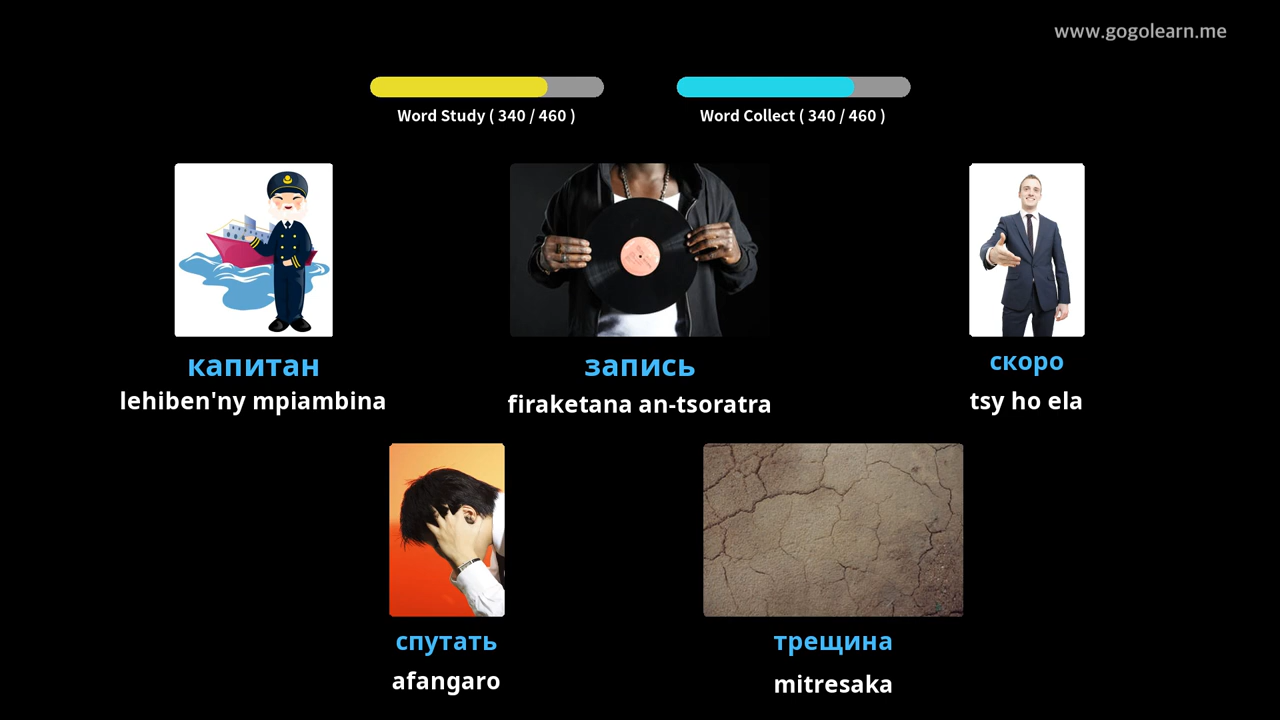 www.gogolearn.me
Word Study ( 340 / 460 )
Word Collect ( 340 / 460 )
капитан
lehiben'ny mpiambina
запись
firaketana an-tsoratra
скоро
tsy ho ela
спутать
afangaro
трещина
mitresaka